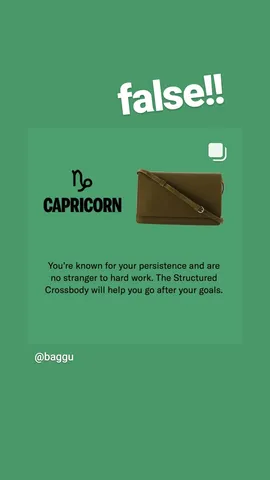 false!!
CAPRICORN
You're known for your persistence and are
no stranger to hard work. The Structured
Crossbody will help you go after your goals.
@baggu